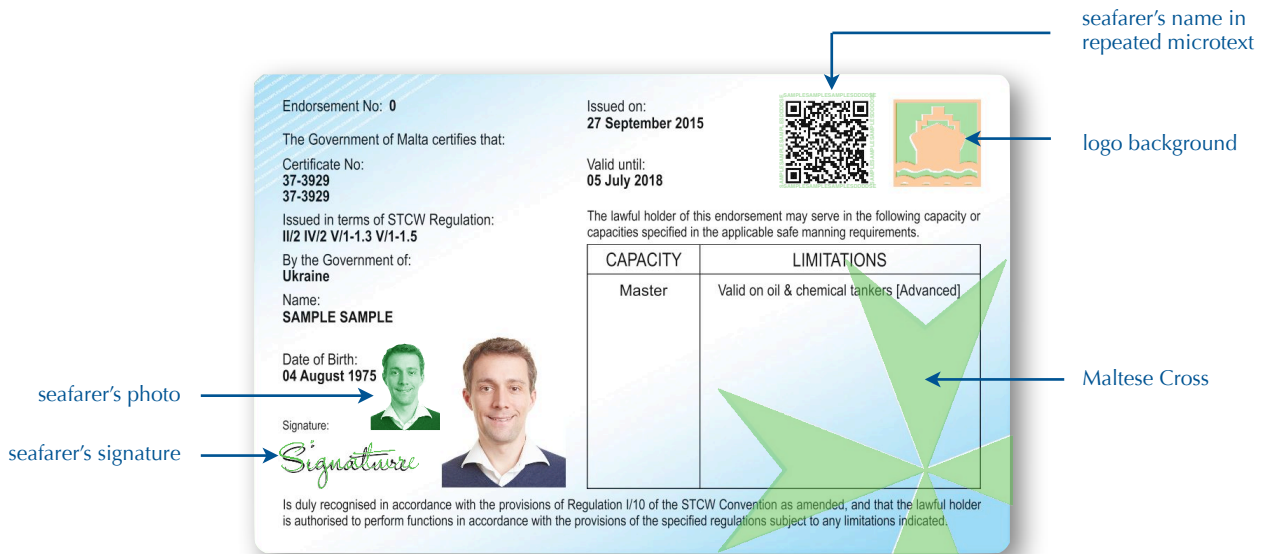 seafarer's name in
repeated microtext
logo background
Endorsement No: 0
The Government of Malta certifies that:
Certificate No:
37-3929
37-3929
Issued in terms of STCW Regulation:
II/2 IV/2 V/1-1.3 V/1-1.5
By the Government of:
Ukraine
Name:
SAMPLE SAMPLE
Date of Birth:
04 August 1975
Signature:
Signature
seafarer's photo
seafarer's signature
Issued on:
27 September 2015
Valid until:
05 July 2018
The lawful holder of this endorsement may serve in the following capacity or
capacities specified in the applicable safe manning requirements.
CAPACITY LIMITATIONS
Master Valid on oil & chemical tankers [Advanced]
Maltese Cross
Is duly recognised in accordance with the provisions of Regulation I/10 of the STCW Convention as amended, and that the lawful holder
is authorised to perform functions in accordance with the provisions of the specified regulations subject to any limitations indicated.